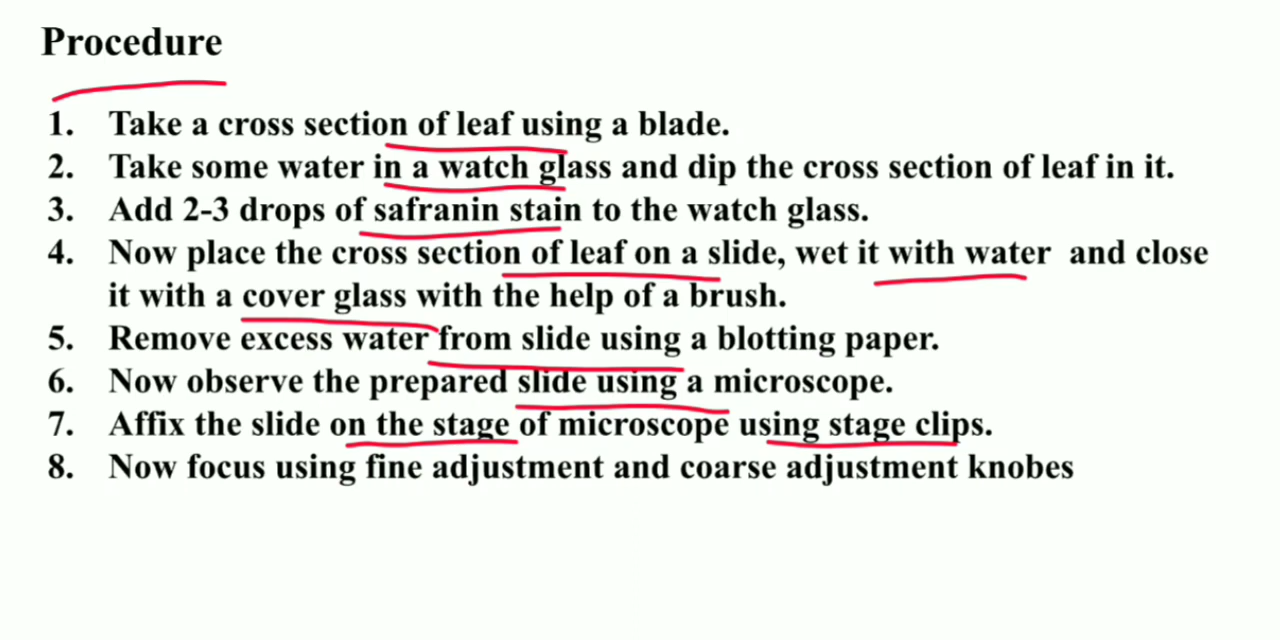 Procedure
1. Take a cross section of leaf using a blade.
2. Take some water in a watch glass and dip the cross section of leaf in it.
3. Add 2-3 drops of safranin stain to the watch glass.
4. Now place the cross section of leaf on a slide, wet it with water and close
it with a cover glass with the help of a brush.
5. Remove excess water from slide using a blotting paper.
6. Now observe the prepared slide using a microscope.
7. Affix the slide on the stage of microscope using stage clips.
8. Now focus using fine adjustment and coarse adjustment knobs